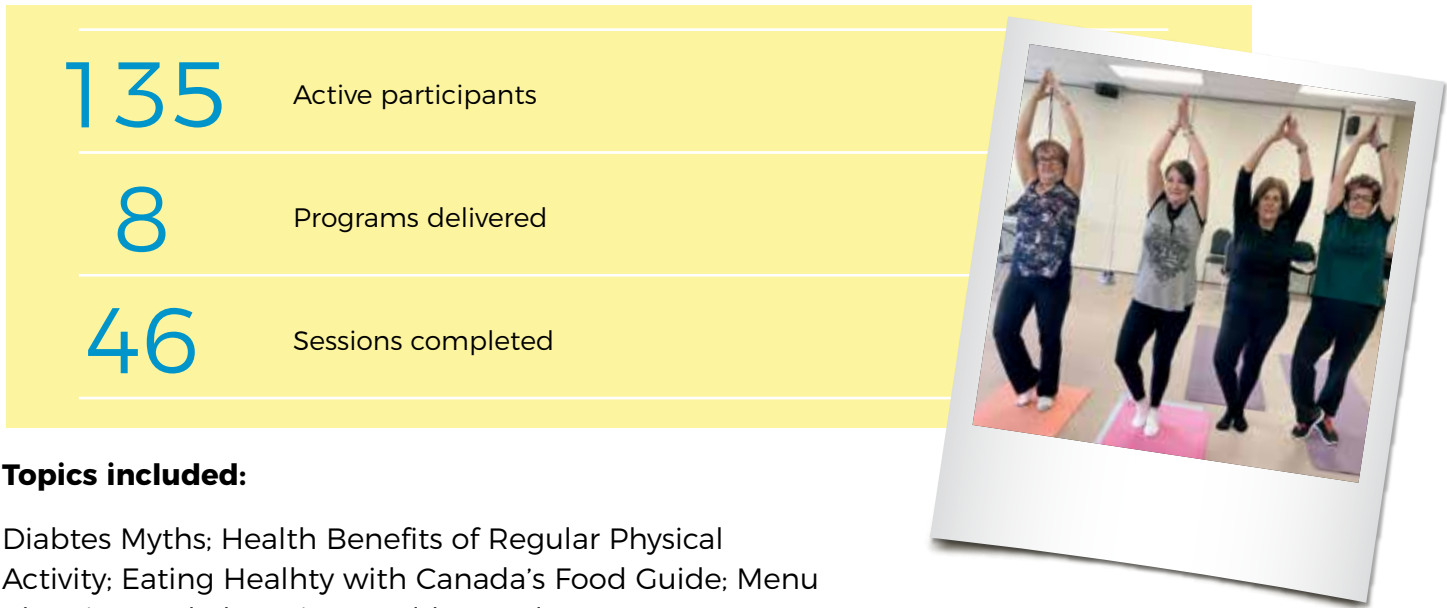 135 Active participants
8 Programs delivered
46 Sessions completed
Topics included:
Diabtes Myths; Health Benefits of Regular Physical
Activity; Eating Healhty with Canada’s Food Guide; Menu